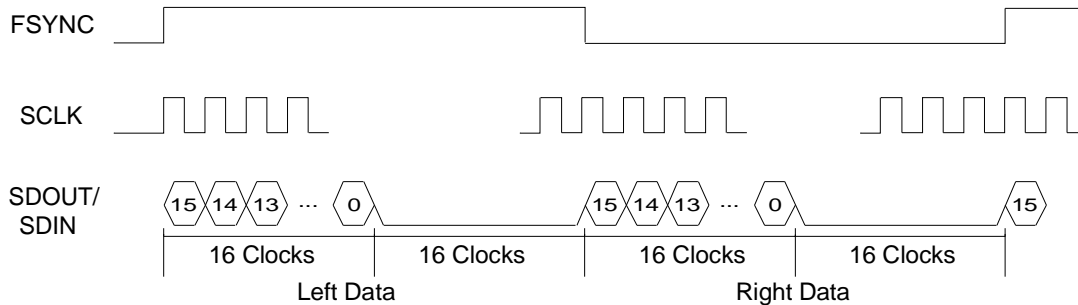 FSYNC
SCLK
SDOUT/
SDIN
15 14 13 ... 0 15 14 13 ... 0 15
16 Clocks 16 Clocks 16 Clocks 16 Clocks
Left Data Right Data